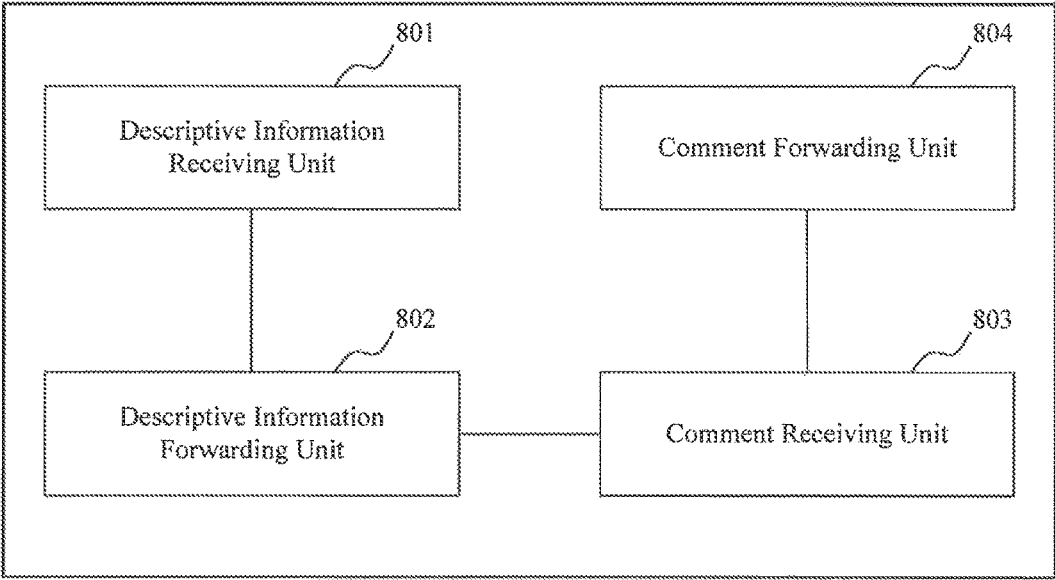 801
Descriptive Information
Receiving Unit
804
Comment Forwarding Unit
802
Descriptive Information
Forwarding Unit
803
Comment Receiving Unit